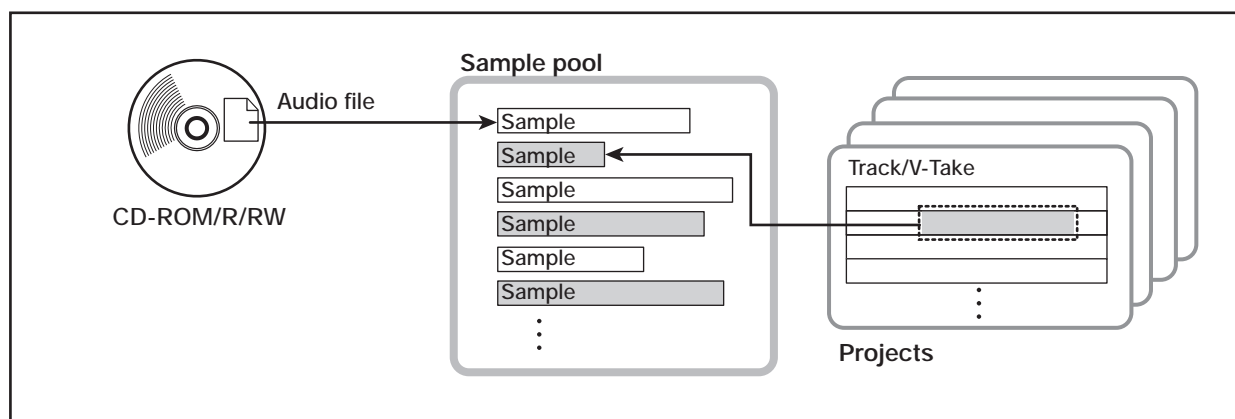 Sample pool
Audio file
Sample
Sample
Sample
Sample
Sample
Sample
CD-ROM/R/RW
Track/V-Take
Projects